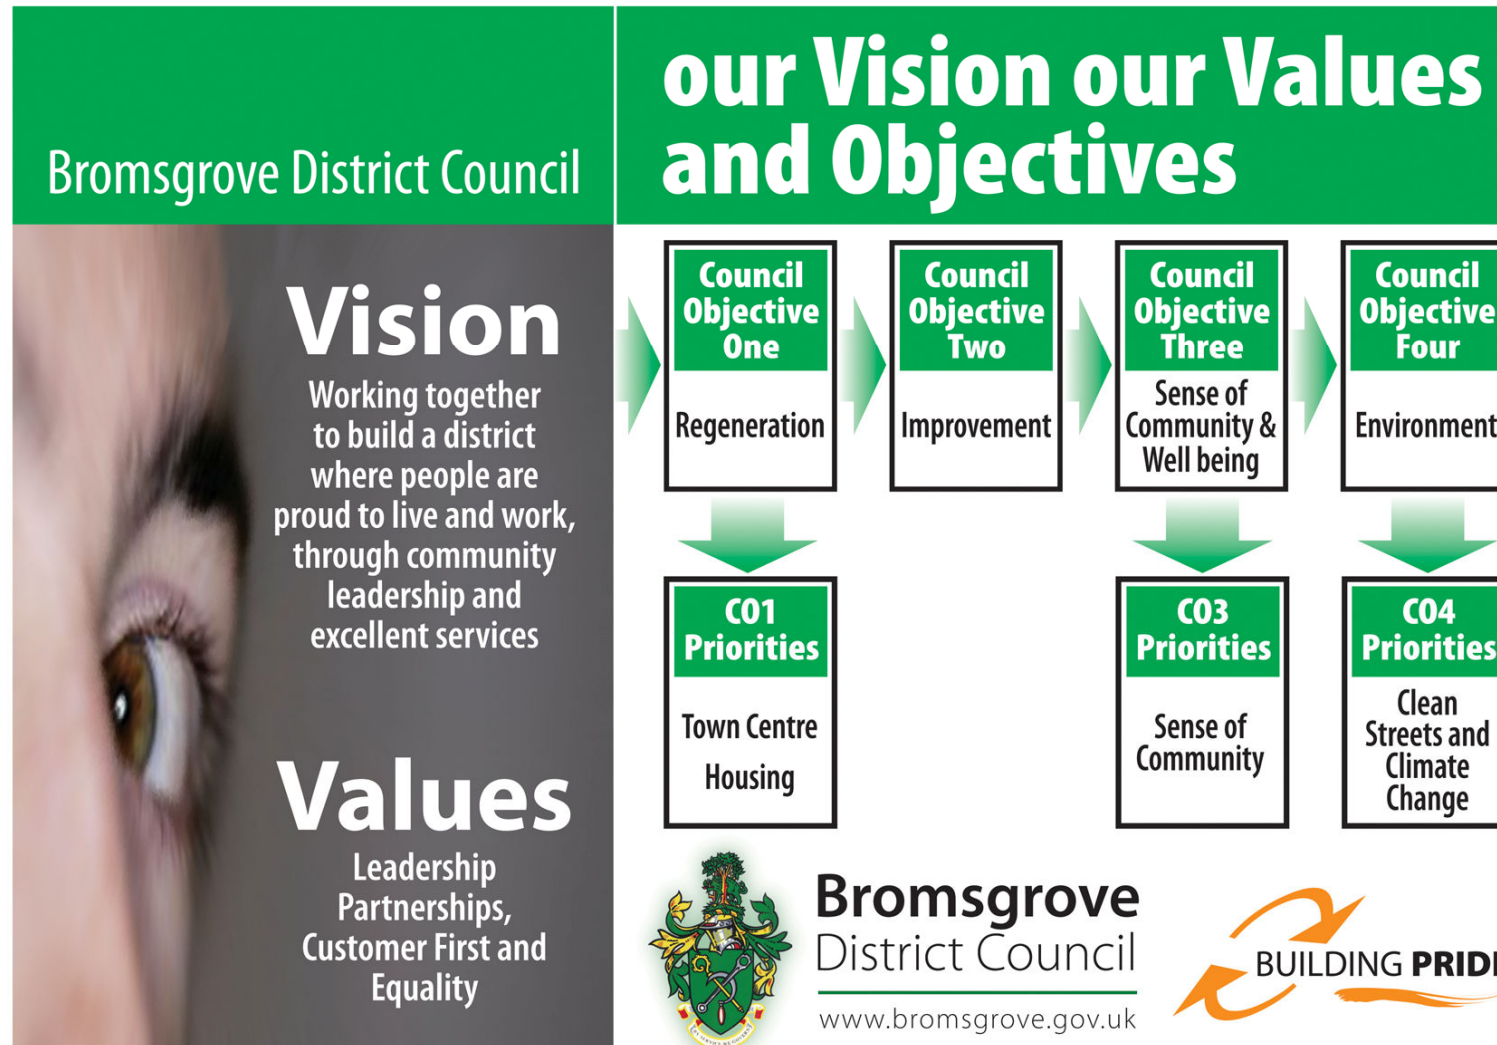 Bromsgrove District Council
our Vision our Values
and Objectives
Vision
Working together
to build a district
where people are
proud to live and work,
through community
leadership and
excellent services
Values
Leadership
Partnerships,
Customer First and
Equality
Council
Objective
One
Regeneration
Council
Objective
Two
Improvement
Council
Objective
Three
Sense of
Community &
Well being
Council
Objective
Four
Environment
CO1
Priorities
Town Centre
Housing
CO3
Priorities
Sense of
Community
CO4
Priorities
Clean
Streets and
Climate
Change
Bromsgrove
District Council
www.bromsgrove.gov.uk
BUILDING PRIDE